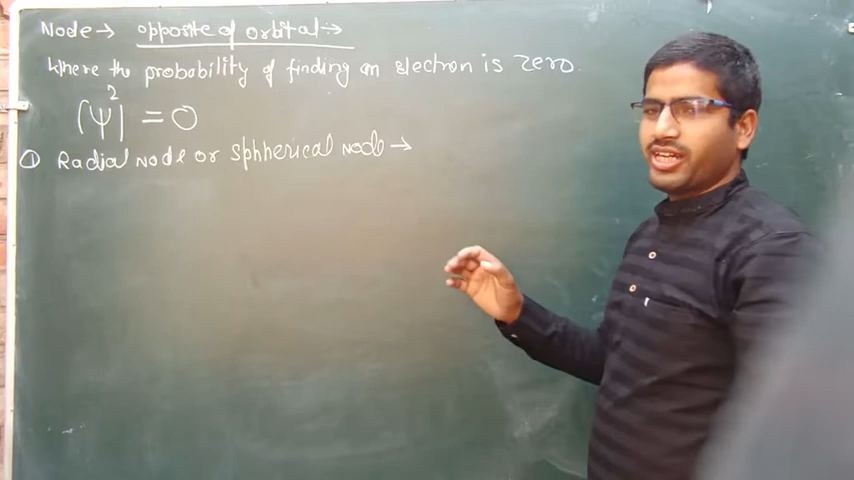 Node → opposite of orbital :→
Where the probability of finding an electron is zero.
|Ψ|² = 0
① Radial Node or sphherical Node →